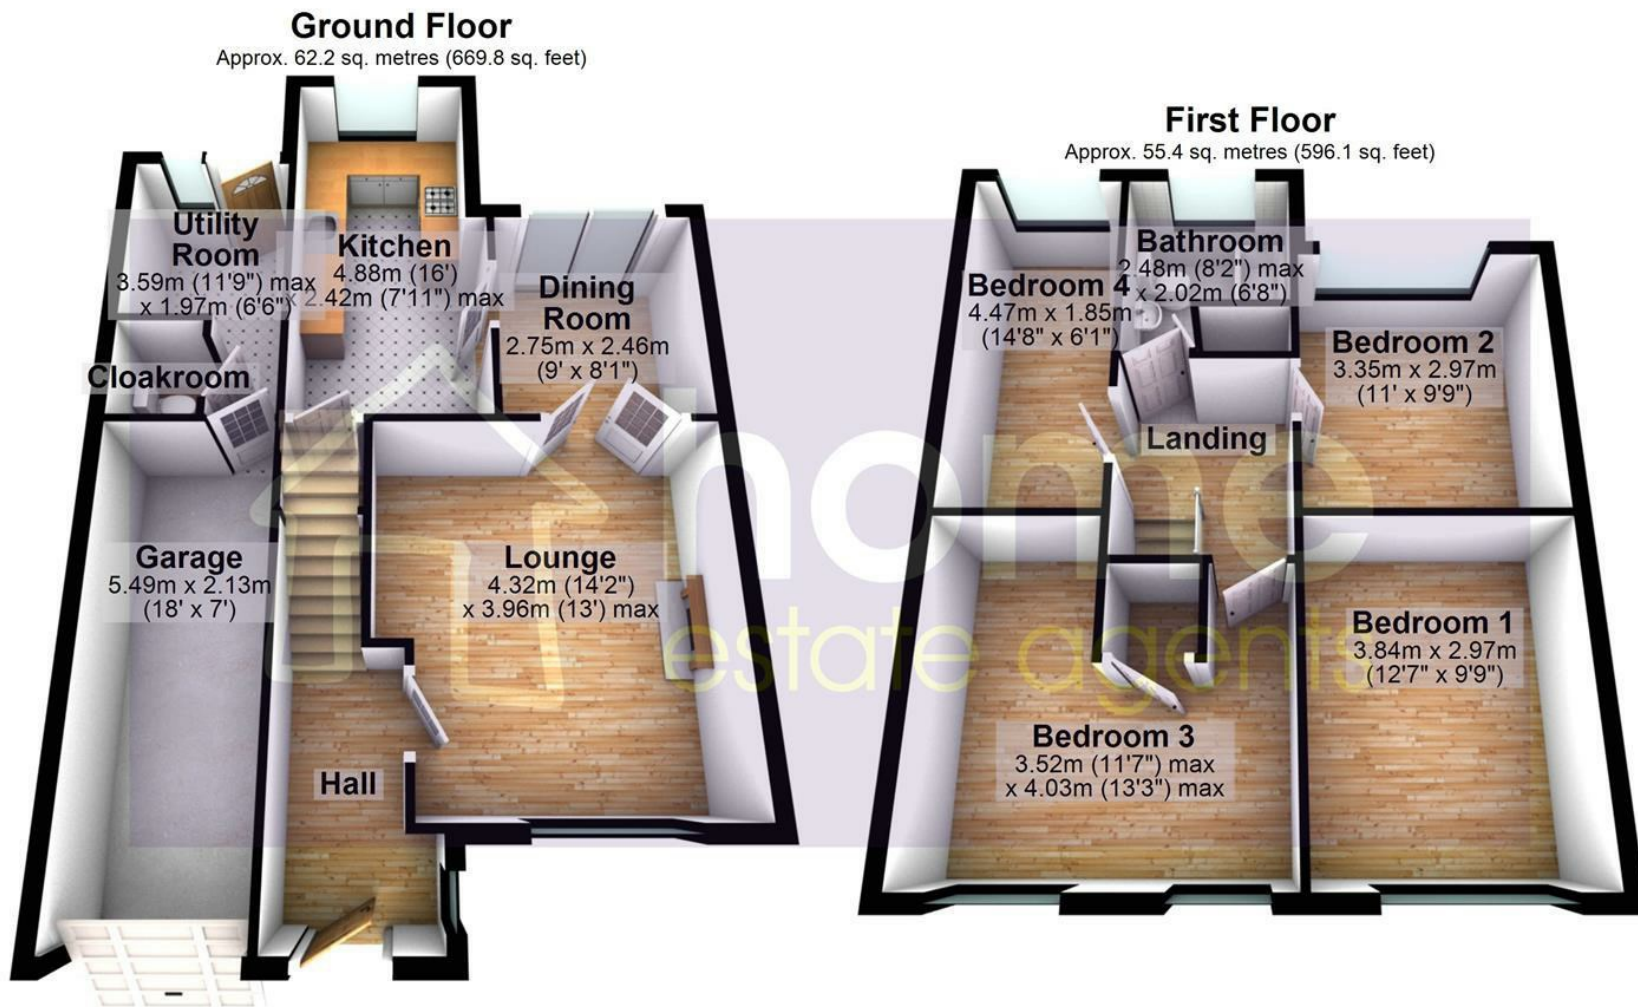 Ground Floor
Approx. 62.2 sq. metres (669.8 sq. feet)
Utility
Room
3.59m (11'9") max
x 1.97m (6'6")
Kitchen
4.88m (16')
x 2.42m (7'11") max
Dining
Room
2.75m x 2.46m
(9' x 8'1")
Cloakroom
Garage
5.49m x 2.13m
(18' x 7')
Lounge
4.32m (14'2")
x 3.96m (13') max
Hall
First Floor
Approx. 55.4 sq. metres (596.1 sq. feet)
Bedroom 4
4.47m x 1.85m
(14'8" x 6'1")
Bathroom
2.48m (8'2") max
x 2.02m (6'8")
Bedroom 2
3.35m x 2.97m
(11' x 9'9")
Landing
Bedroom 1
3.84m x 2.97m
(12'7" x 9'9")
Bedroom 3
3.52m (11'7") max
x 4.03m (13'3") max
home
estate agents